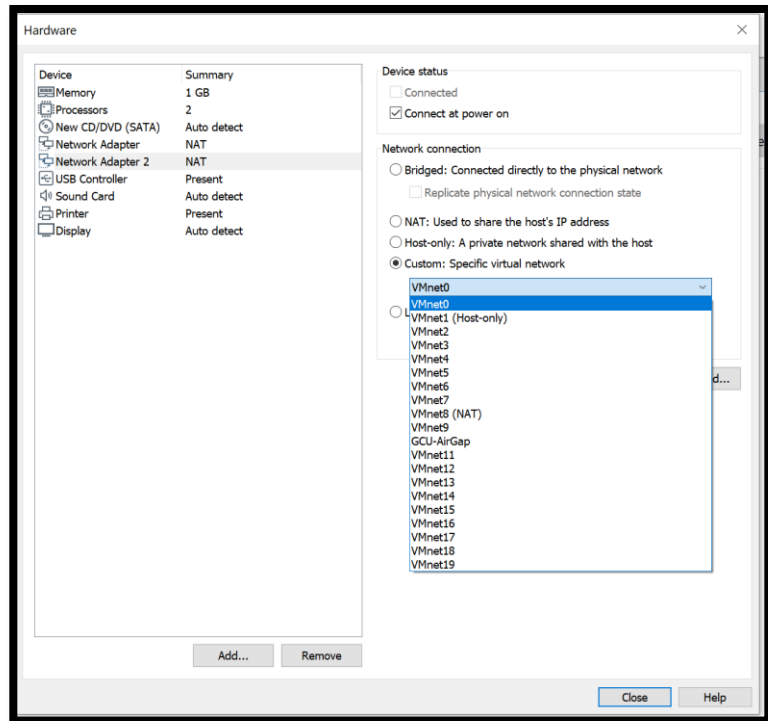 Hardware
Device Summary
Memory 1 GB
Processors 2
New CD/DVD (SATA) Auto detect
Network Adapter NAT
Network Adapter 2 NAT
USB Controller Present
Sound Card Auto detect
Printer Present
Display Auto detect
Add... Remove
Device status
Connected
Connect at power on
Network connection
Bridged: Connected directly to the physical network
Replicate physical network connection state
NAT: Used to share the host's IP address
Host-only: A private network shared with the host
Custom: Specific virtual network
VMnet0
VMnet0
VMnet1 (Host-only)
VMnet2
VMnet3
VMnet4
VMnet5
VMnet6
VMnet7
VMnet8 (NAT)
VMnet9
GCU-AirGap
VMnet11
VMnet12
VMnet13
VMnet14
VMnet15
VMnet16
VMnet17
VMnet18
VMnet19
d...
Close Help